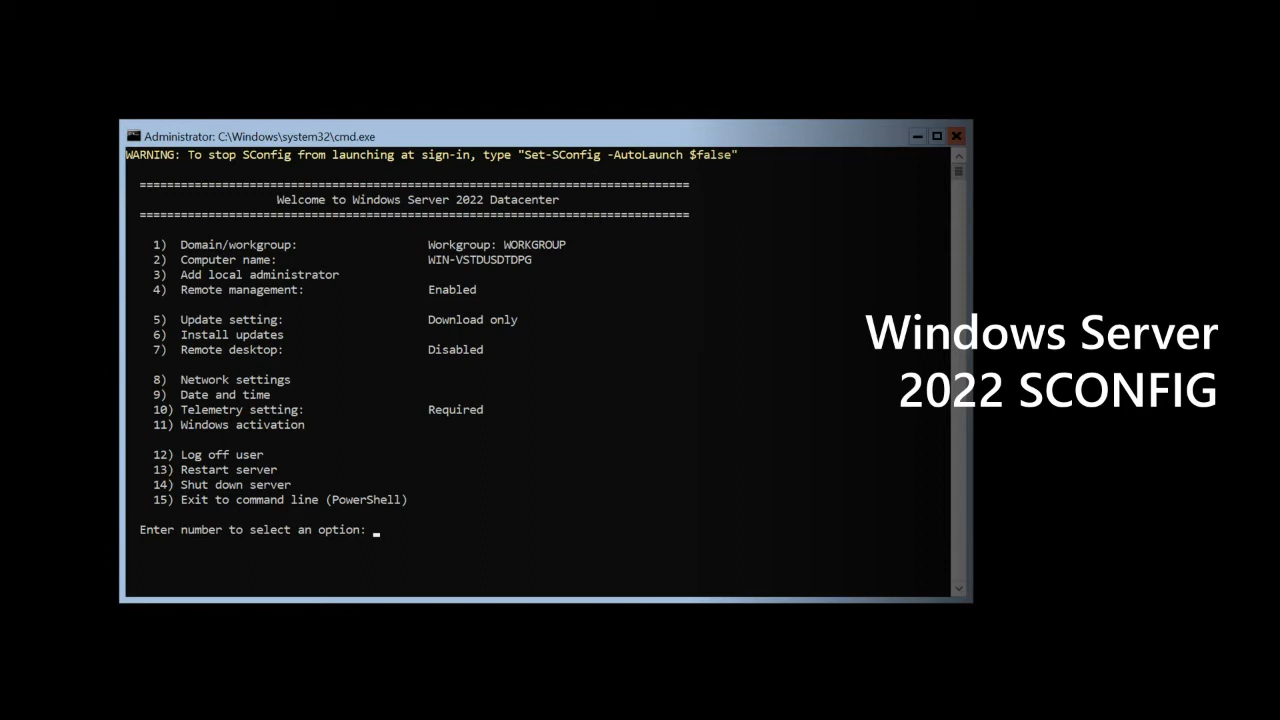 Administrator: C:\Windows\system32\cmd.exe
WARNING: To stop SConfig from launching at sign-in, type "Set-SConfig -AutoLaunch $false"
================================================================================
Welcome to Windows Server 2022 Datacenter
================================================================================
1) Domain/workgroup: Workgroup: WORKGROUP
2) Computer name: WIN-VSTDUSDTDPG
3) Add local administrator
4) Remote management: Enabled
5) Update setting: Download only
6) Install updates
7) Remote desktop: Disabled
8) Network settings
9) Date and time
10) Telemetry setting: Required
11) Windows activation
12) Log off user
13) Restart server
14) Shut down server
15) Exit to command line (PowerShell)
Enter number to select an option:
Windows Server
2022 SCONFIG